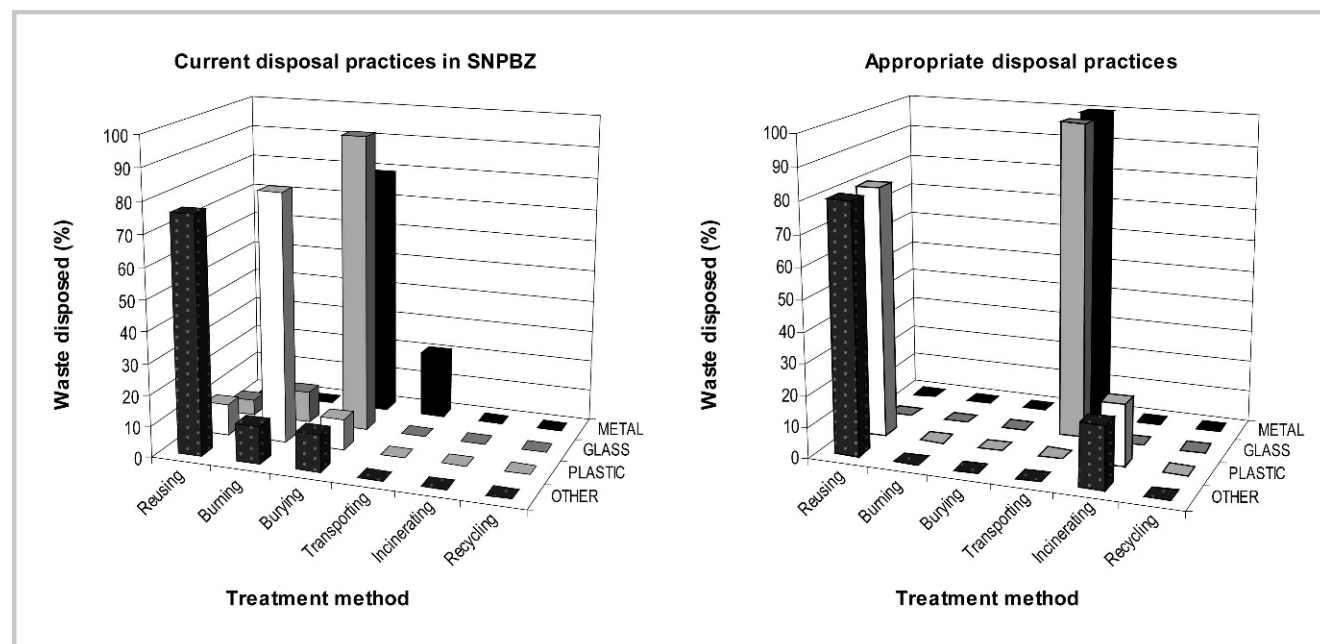 Current disposal practices in SNPBZ
Waste disposed (%)
100
90
80
70
60
50
40
30
20
10
0
Reusing
Burning
Burying
Transporting
Incinerating
Recycling
METAL
GLASS
PLASTIC
OTHER
Treatment method
Appropriate disposal practices
Waste disposed (%)
100
90
80
70
60
50
40
30
20
10
0
Reusing
Burning
Burying
Transporting
Incinerating
Recycling
METAL
GLASS
PLASTIC
OTHER
Treatment method